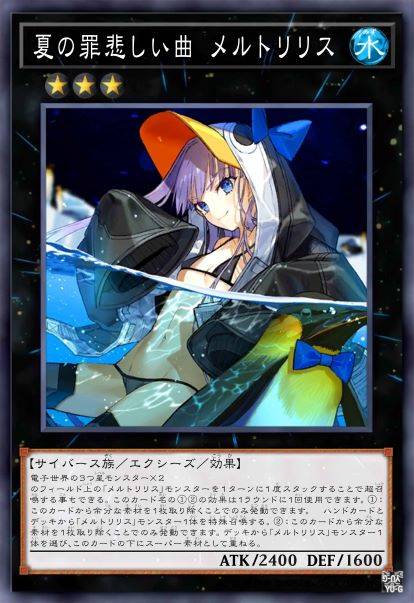 夏の罪悲しい曲 メルトリリス
水
【サイバース族／エクシーズ／効果】
電子世界の3つ星モンスター×2
のフィールド上の「メルトリリス」モンスターを1ターンに1度スタックすることで超召
喚する事もできる。このカード名の①②の効果は1ラウンドに1回使用できます。①：
このカードから余分な素材を1枚取り除くことでのみ発動できます。 ハンドカードと
デッキから「メルトリリス」モンスター1体を特殊召喚する。②：このカードから余分な
素材を1枚取り除くことでのみ発動できます。デッキから「メルトリリス」モンスター1
体を選び、このカードの下にスーパー素材として重ねる。
ATK/2400 DEF/1600